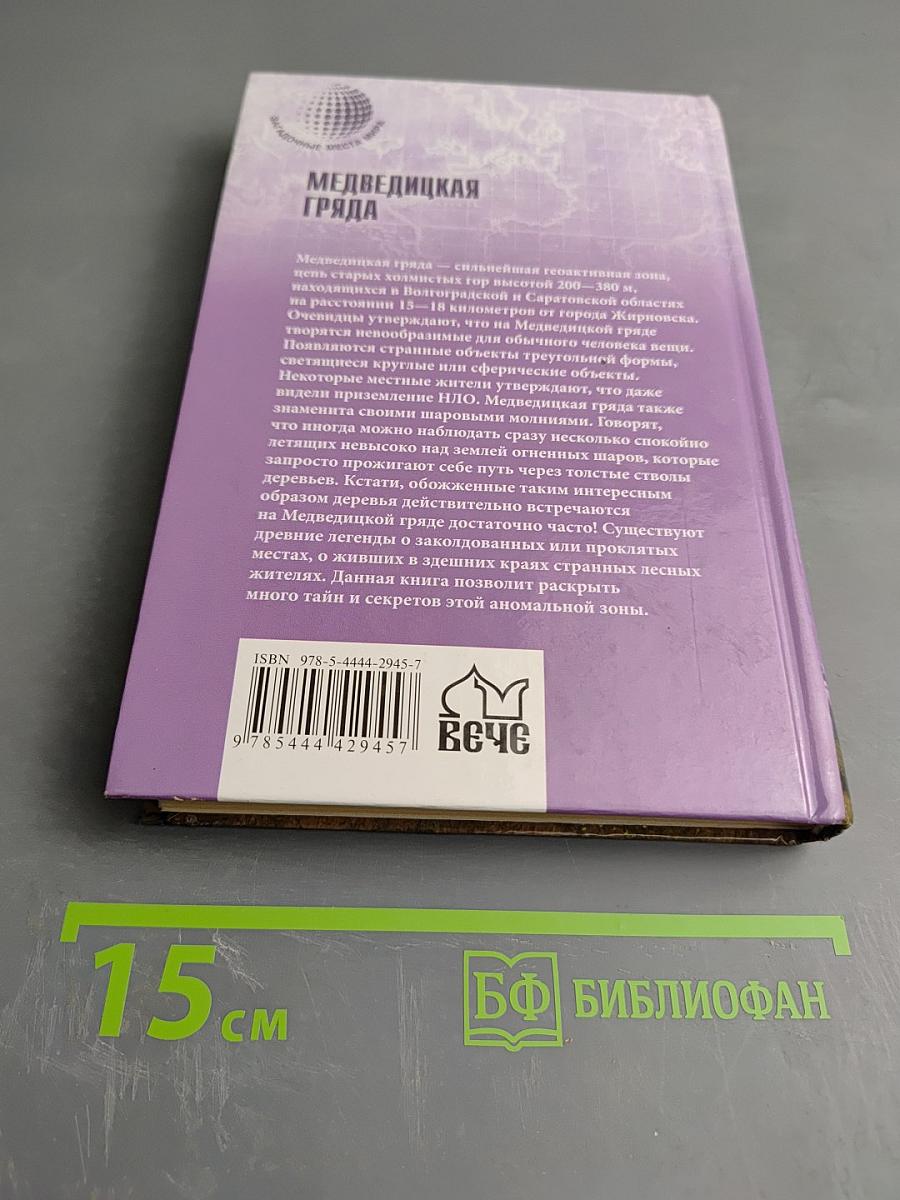 ЗАГАДОЧНЫЕ МЕСТА МИРА
МЕДВЕДИЦКАЯ
ГРЯДА
Медведицкая гряда — сильнейшая геоактивная зона,
цепь старых холмистых гор высотой 200—380 м,
находящихся в Волгоградской и Саратовской областях
на расстоянии 15—18 километров от города Жирновска.
Очевидцы утверждают, что на Медведицкой гряде
творятся невообразимые для обычного человека вещи.
Появляются странные объекты треугольной формы,
светящиеся круглые или сферические объекты.
Некоторые местные жители утверждают, что даже
видели приземление НЛО. Медведицкая гряда также
знаменита своими шаровыми молниями. Говорят,
что иногда можно наблюдать сразу несколько спокойно
летящих невысоко над землей огненных шаров, которые
запросто прожигают себе путь через толстые стволы
деревьев. Кстати, обожженные таким интересным
образом деревья действительно встречаются
на Медведицкой гряде достаточно часто! Существуют
древние легенды о заколдованных или проклятых
местах, о живших в здешних краях странных лесных
жителях. Данная книга позволит раскрыть
много тайн и секретов этой аномальной зоны.
ISBN 978-5-4444-2945-7
9 785444 429457
ВЕЧЕ
15 см
БФ БИБЛИОФАН